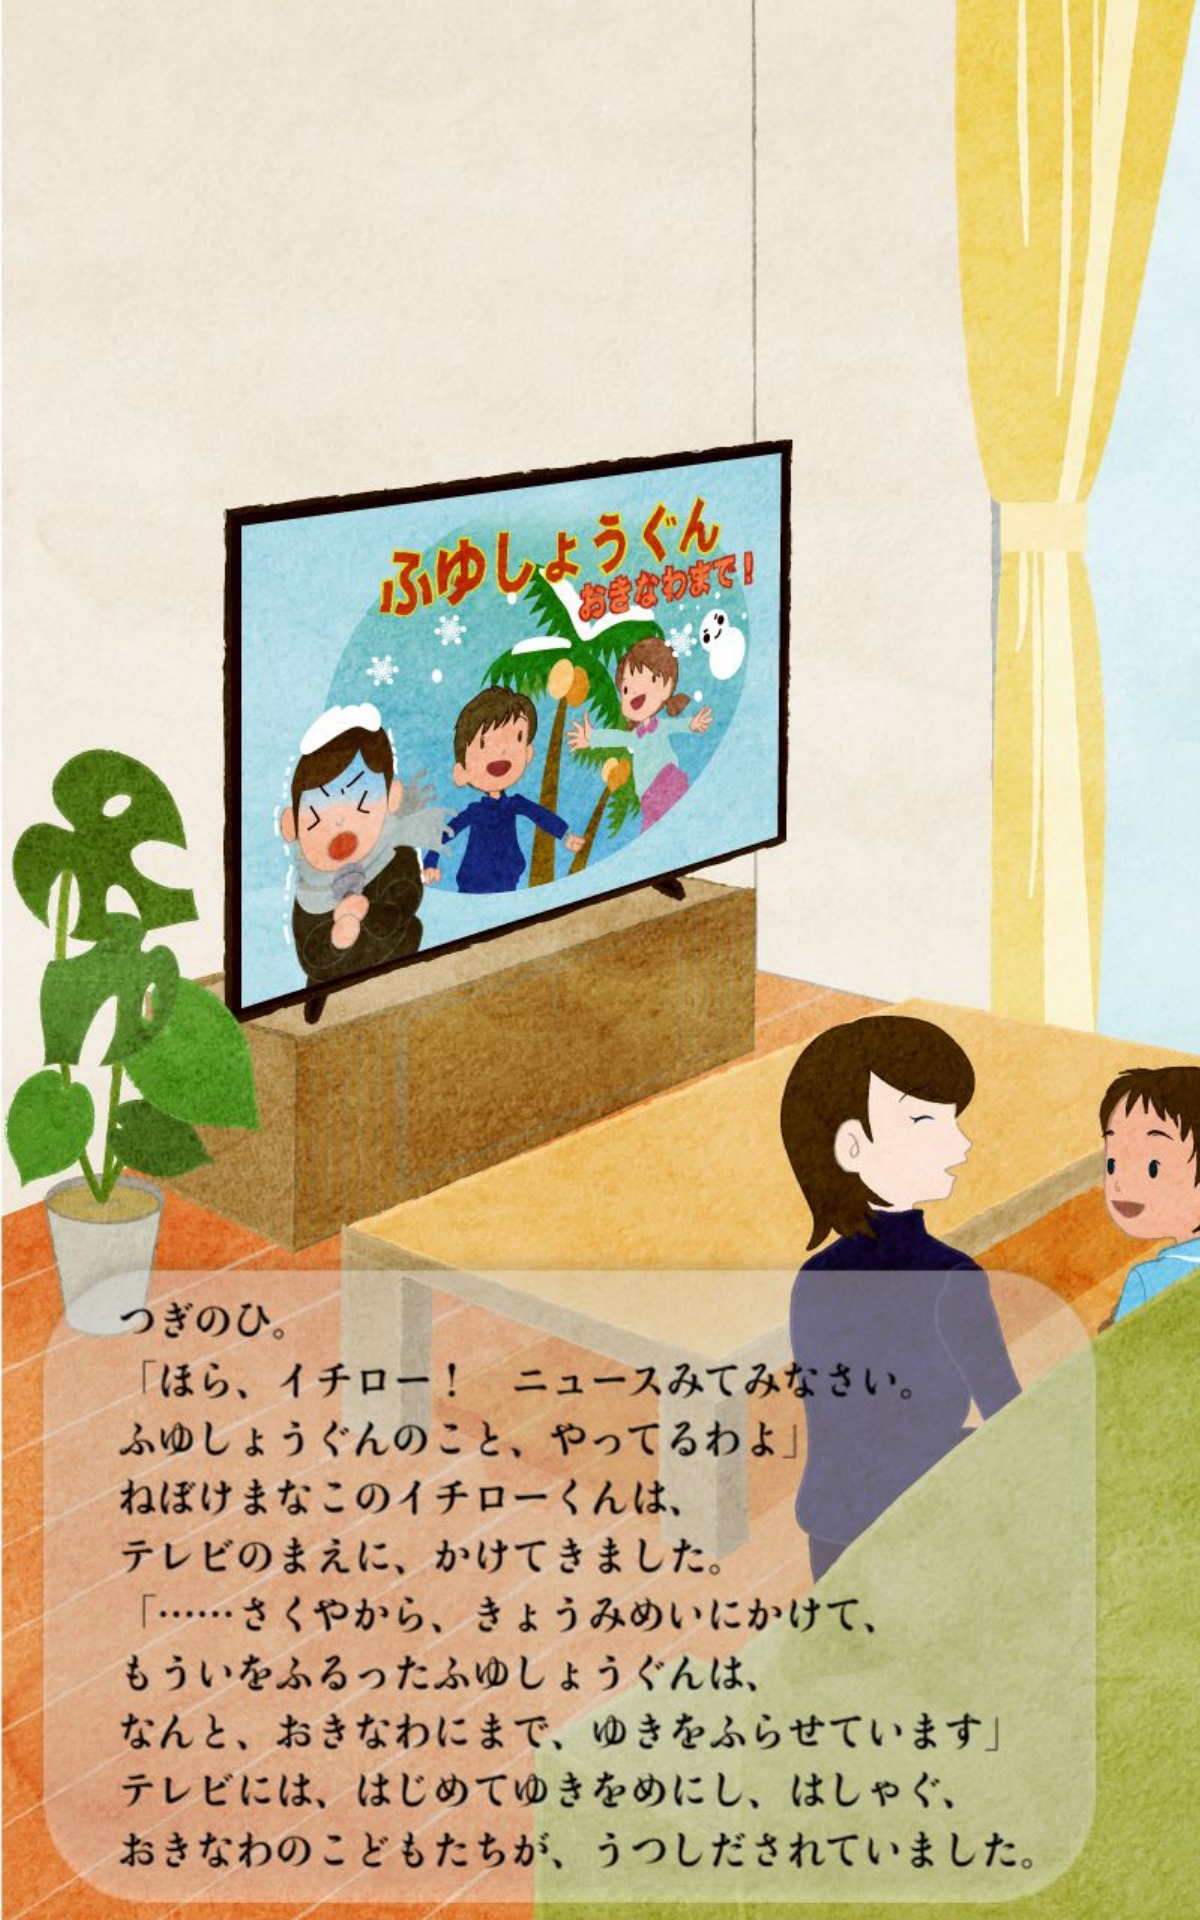 ふゆしょうぐん
おきなわまで！
つぎのひ。
「ほら、イチロー！　ニュースみてみなさい。
ふゆしょうぐんのこと、やってるわよ」
ねぼけまなこのイチローくんは、
テレビのまえに、かけてきました。
「……さくやから、きょうみめいにかけて、
もういをふるったふゆしょうぐんは、
なんと、おきなわにまで、ゆきをふらせています」
テレビには、はじめてゆきをめにし、はしゃぐ、
おきなわのこどもたちが、うつしだされていました。